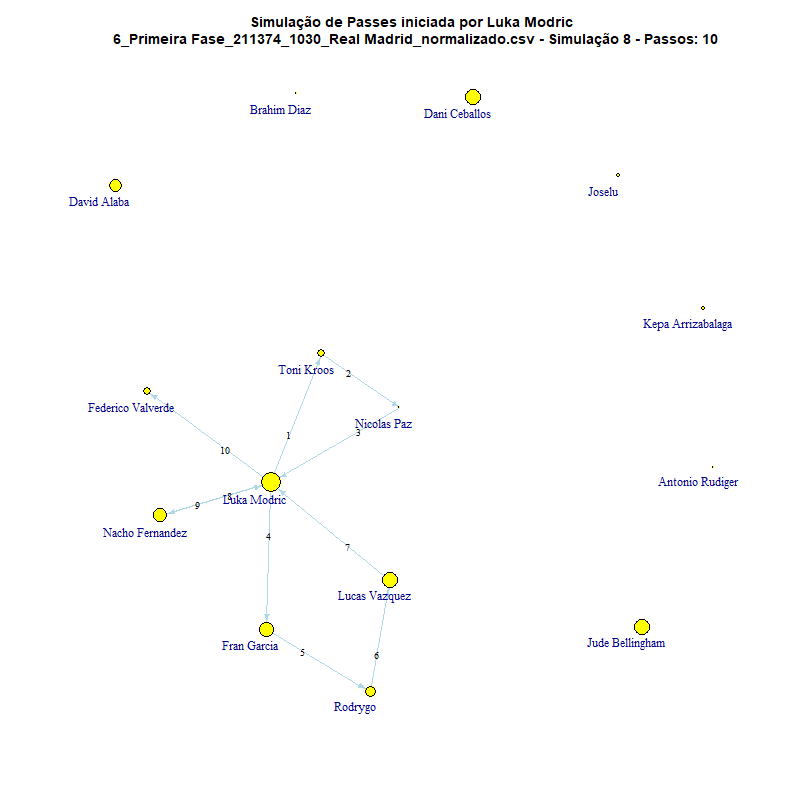 Simulação de Passes iniciada por Luka Modric
6_Primeira Fase_211374_1030_Real Madrid_normalizado.csv - Simulação 8 - Passos: 10
Brahim Diaz
Dani Ceballos
David Alaba
Joselu
Kepa Arrizabalaga
Toni Kroos
2
Federico Valverde
Nicolas Paz
1
3
10
Antonio Rudiger
Luka Modric
8
9
Nacho Fernandez
4
7
Lucas Vazquez
Fran Garcia
Jude Bellingham
5
6
Rodrygo